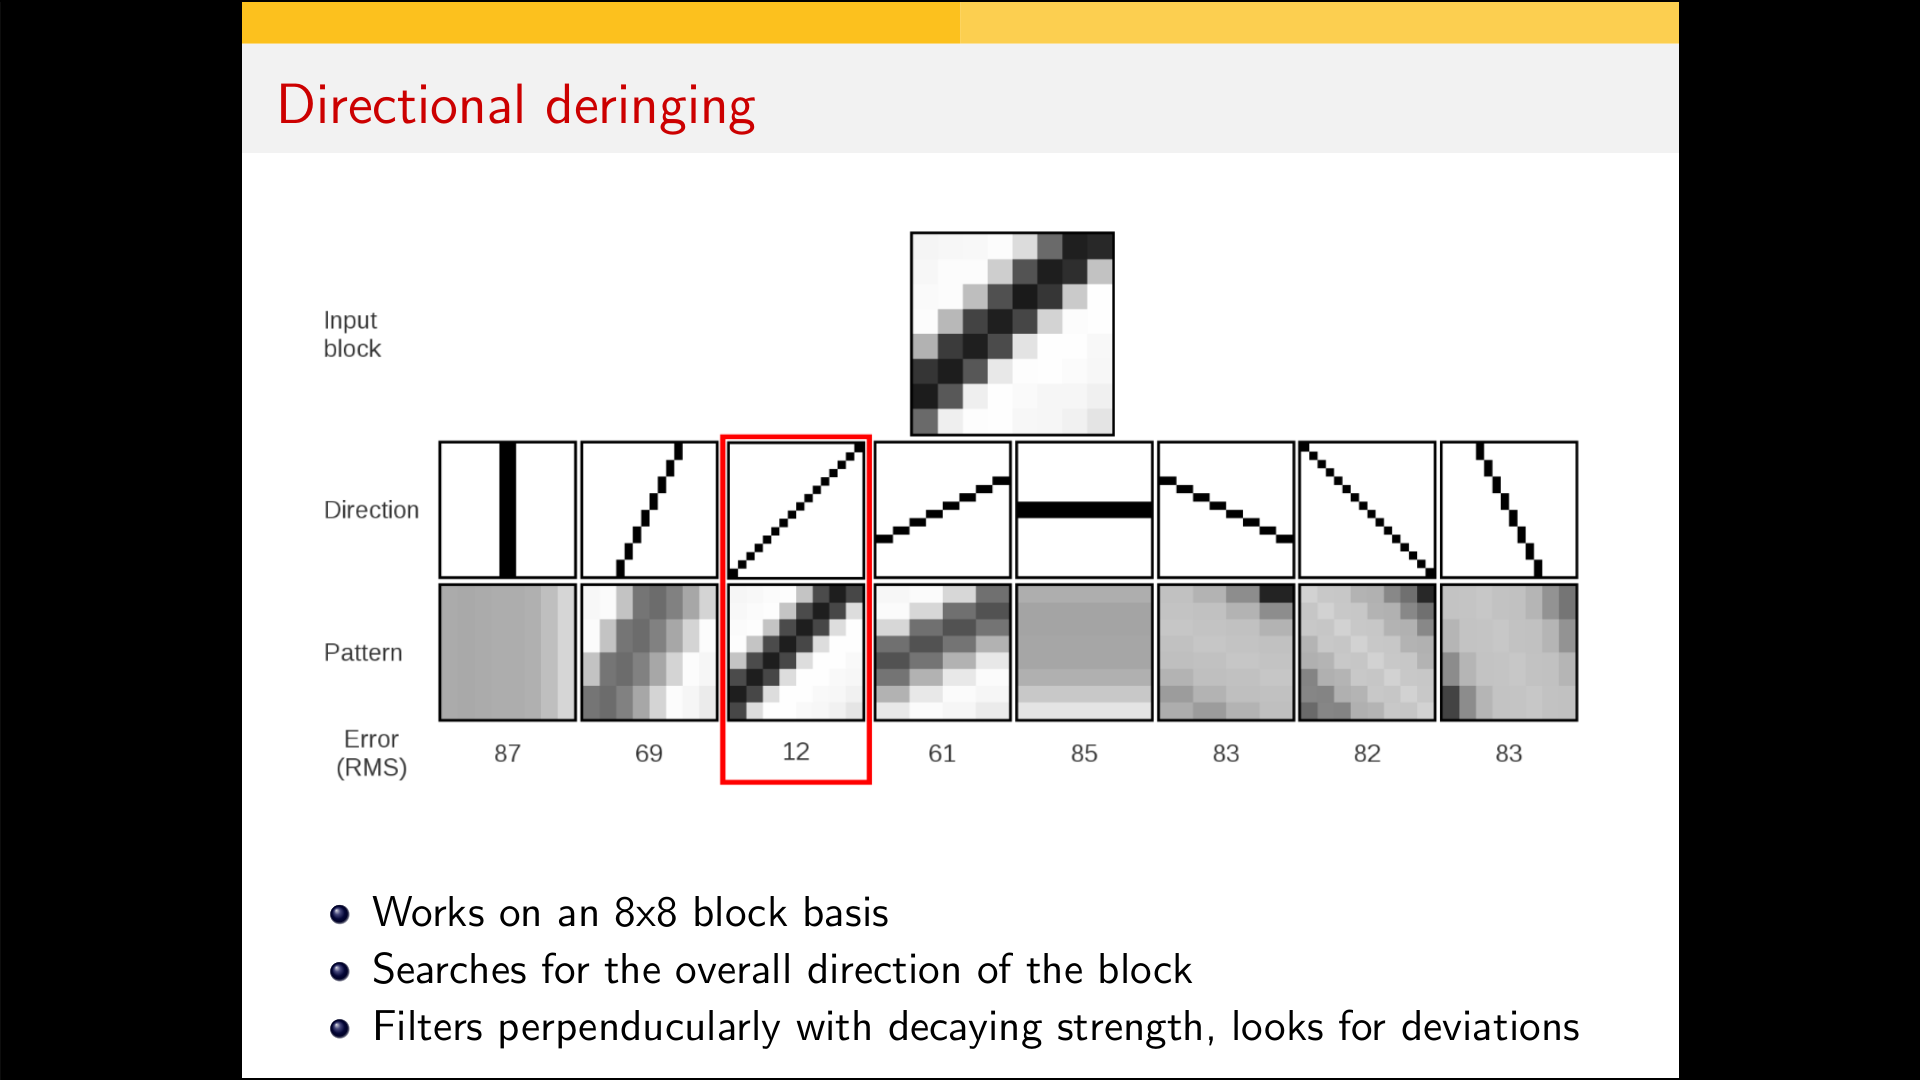 Directional deringing
Input
block
Direction
Pattern
Error
(RMS)
87 69 12 61 85 83 82 83
Works on an 8x8 block basis
Searches for the overall direction of the block
Filters perpenducularly with decaying strength, looks for deviations